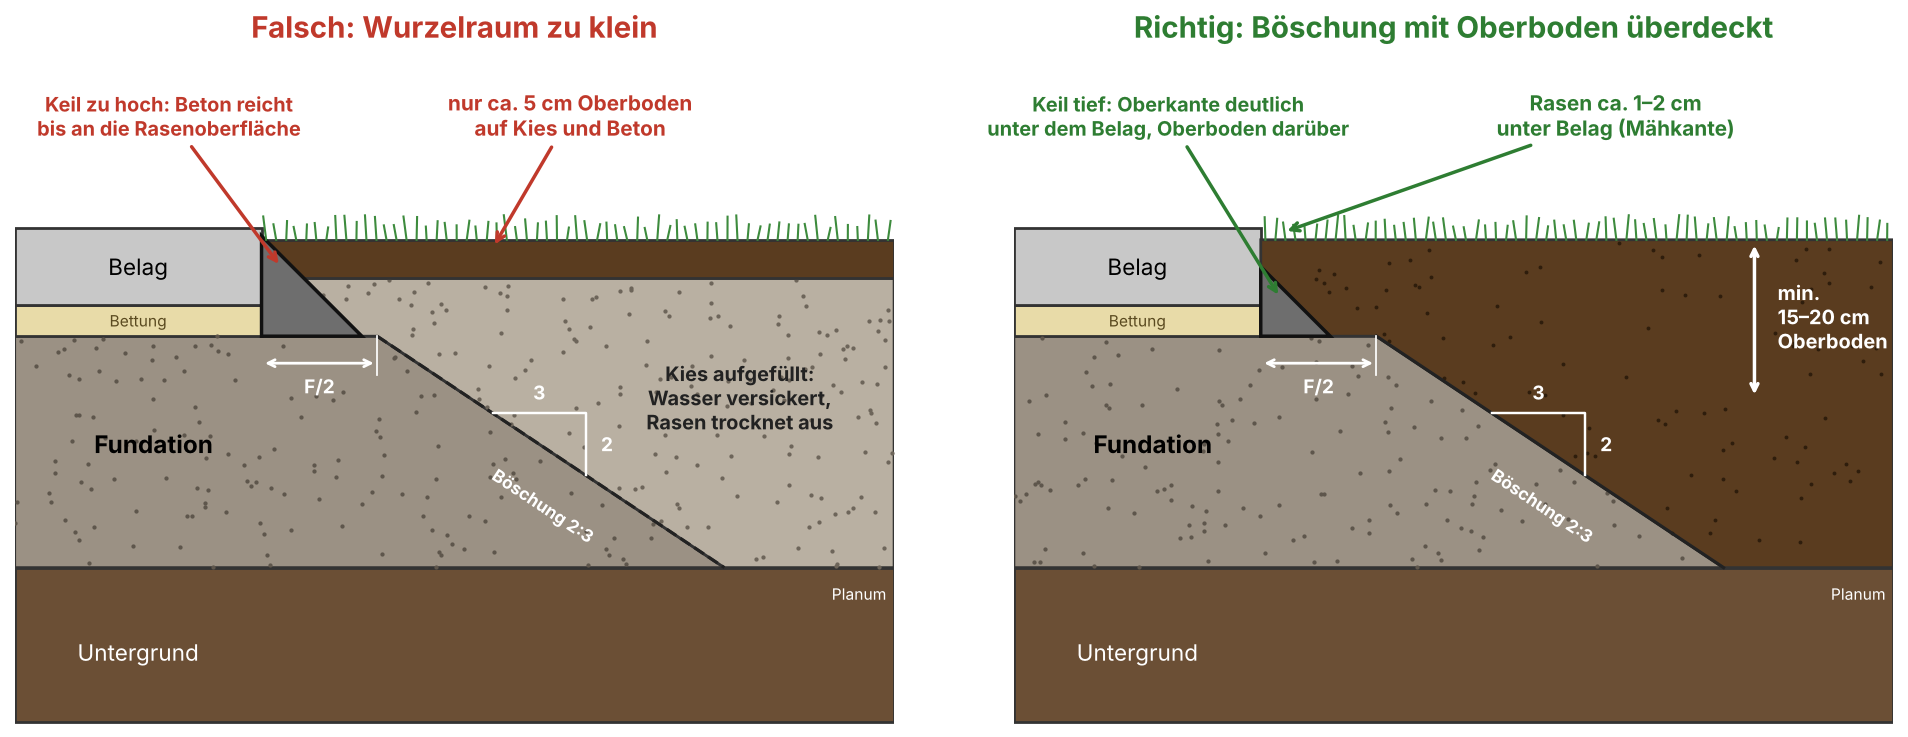 Falsch: Wurzelraum zu klein
Keil zu hoch: Beton reicht
bis an die Rasenoberfläche
nur ca. 5 cm Oberboden
auf Kies und Beton
Belag
Bettung
F/2
Fundation
3
2
Böschung 2:3
Kies aufgefüllt:
Wasser versickert,
Rasen trocknet aus
Planum
Untergrund
Richtig: Böschung mit Oberboden überdeckt
Keil tief: Oberkante deutlich
unter dem Belag, Oberboden darüber
Rasen ca. 1–2 cm
unter Belag (Mähkante)
Belag
Bettung
F/2
Fundation
3
2
Böschung 2:3
min.
15–20 cm
Oberboden
Planum
Untergrund